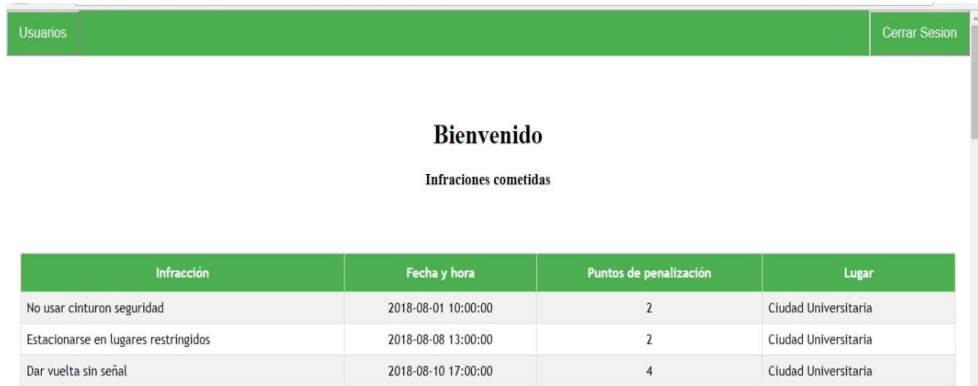 Usuarios Cerrar Sesion
Bienvenido
Infraciones cometidas
Infracción Fecha y hora Puntos de penalización Lugar
No usar cinturon seguridad 2018-08-01 10:00:00 2 Ciudad Universitaria
Estacionarse en lugares restringidos 2018-08-08 13:00:00 2 Ciudad Universitaria
Dar vuelta sin señal 2018-08-10 17:00:00 4 Ciudad Universitaria